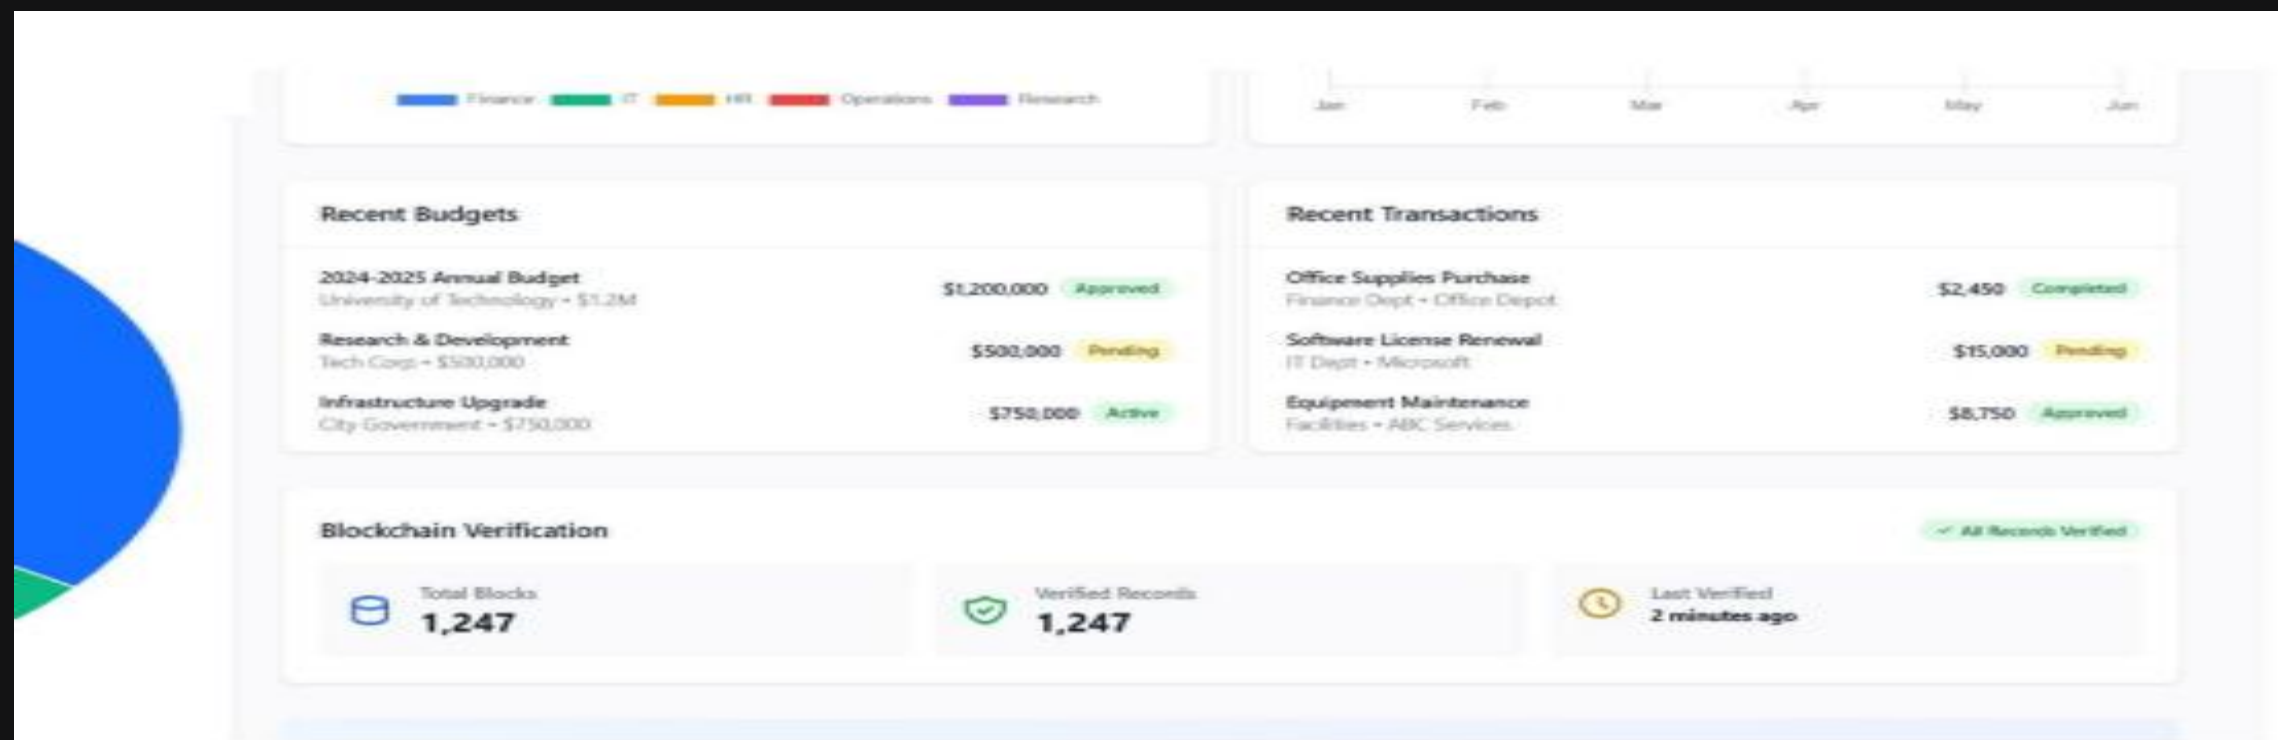 Finance IT HR Operations Research
Jan Feb Mar Apr May Jun
Recent Budgets
2024-2025 Annual Budget
University of Technology • $1.2M
$1,200,000 Approved
Research & Development
Tech Corp • $500,000
$500,000 Pending
Infrastructure Upgrade
City Government • $750,000
$750,000 Active
Recent Transactions
Office Supplies Purchase
Finance Dept • Office Depot
$2,450 Completed
Software License Renewal
IT Dept • Microsoft
$15,000 Pending
Equipment Maintenance
Facilities • ABC Services
$8,750 Approved
Blockchain Verification
✓ All Records Verified
Total Blocks
1,247
Verified Records
1,247
Last Verified
2 minutes ago